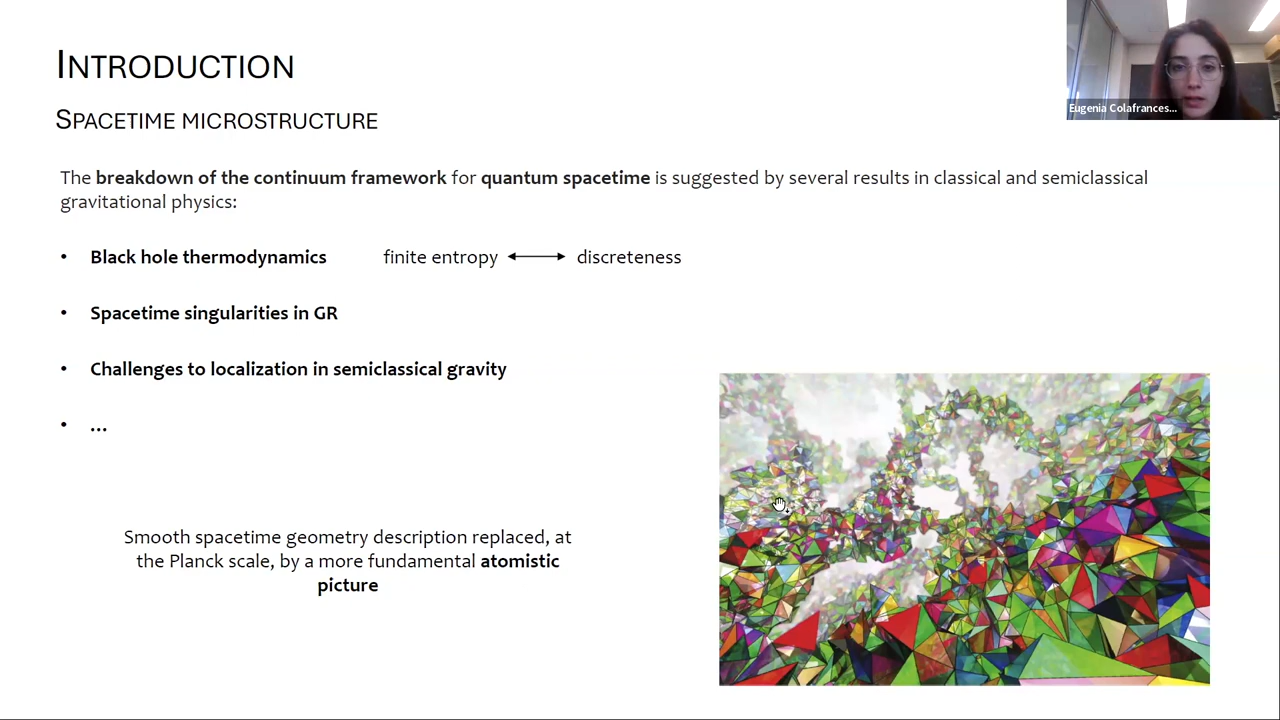 INTRODUCTION
SPACETIME MICROSTRUCTURE
Eugenia Colafrances...
The breakdown of the continuum framework for quantum spacetime is suggested by several results in classical and semiclassical
gravitational physics:
• Black hole thermodynamics finite entropy ⟷ discreteness
• Spacetime singularities in GR
• Challenges to localization in semiclassical gravity
• ...
Smooth spacetime geometry description replaced, at
the Planck scale, by a more fundamental atomistic
picture